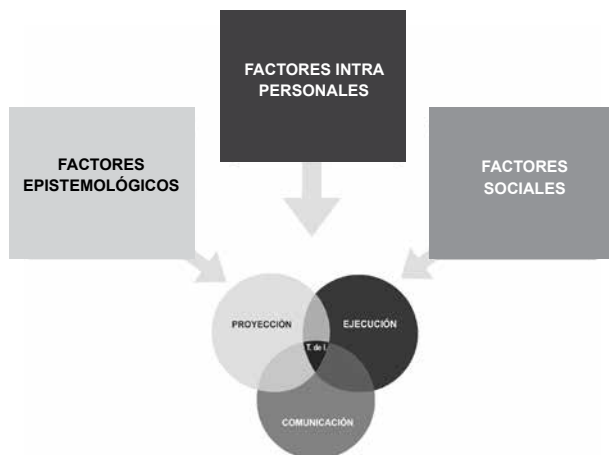 FACTORES INTRA
PERSONALES
FACTORES
EPISTEMOLÓGICOS
FACTORES
SOCIALES
PROYECCIÓN
EJECUCIÓN
T. de I.
COMUNICACIÓN